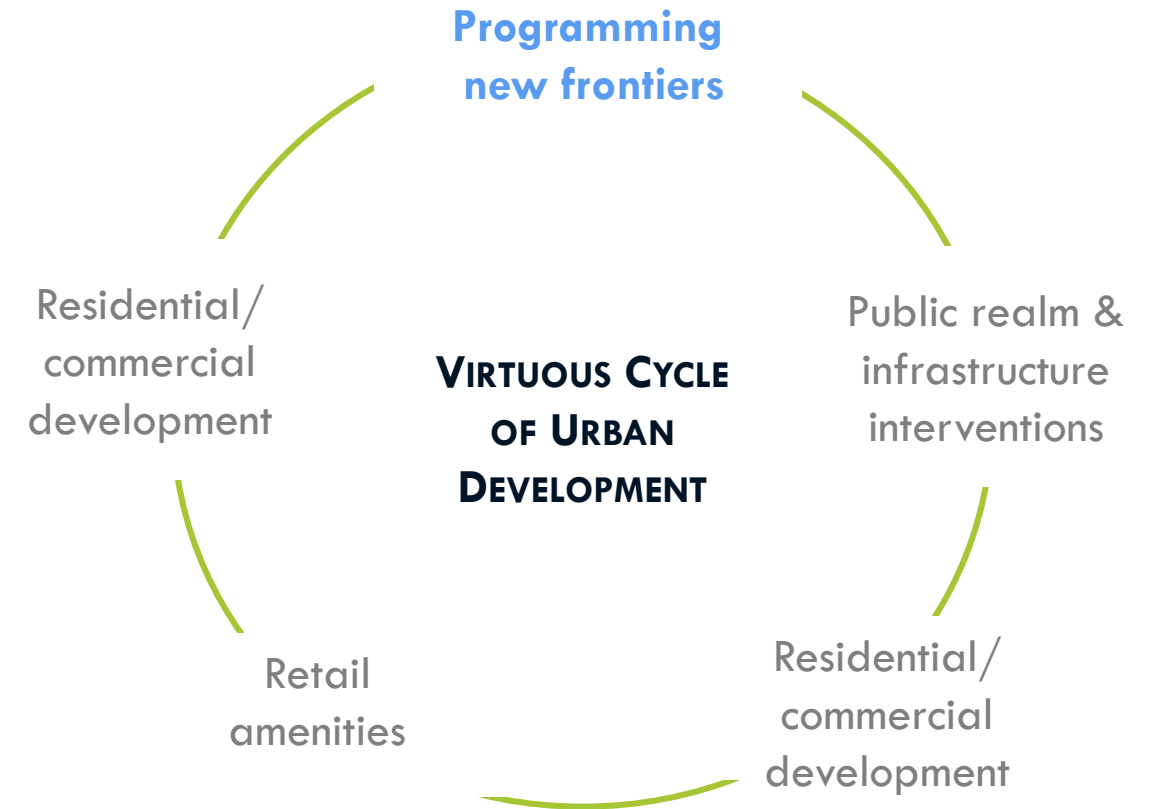 Programming
new frontiers
Public realm &
infrastructure
interventions
Residential/
commercial
development
Retail
amenities
Residential/
commercial
development
VIRTUOUS CYCLE
OF URBAN
DEVELOPMENT